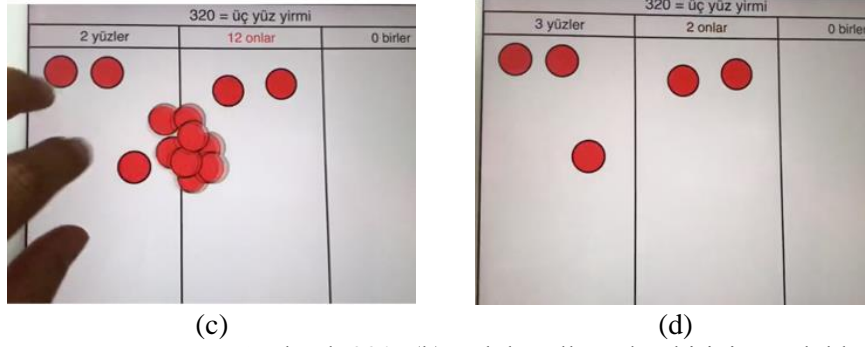 320 = üç yüz yirmi
2 yüzler 12 onlar 0 birler
320 = üç yüz yirmi
3 yüzler 2 onlar 0 birler
(c) (d)